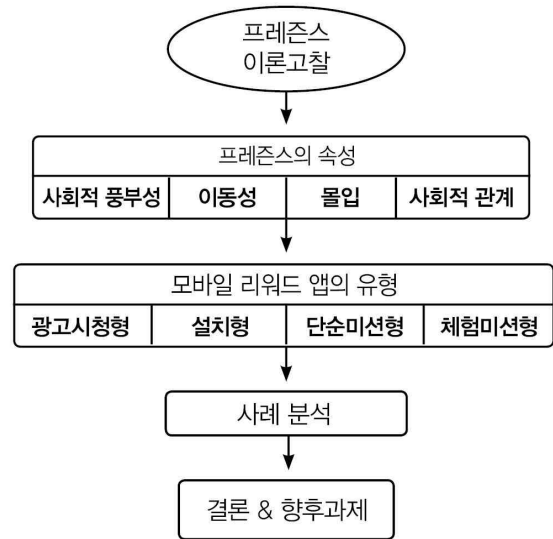 프레즌스
이론고찰
프레즌스의 속성
사회적 풍부성 이동성 몰입 사회적 관계
모바일 리워드 앱의 유형
광고시청형 설치형 단순미션형 체험미션형
사례 분석
결론 & 향후과제